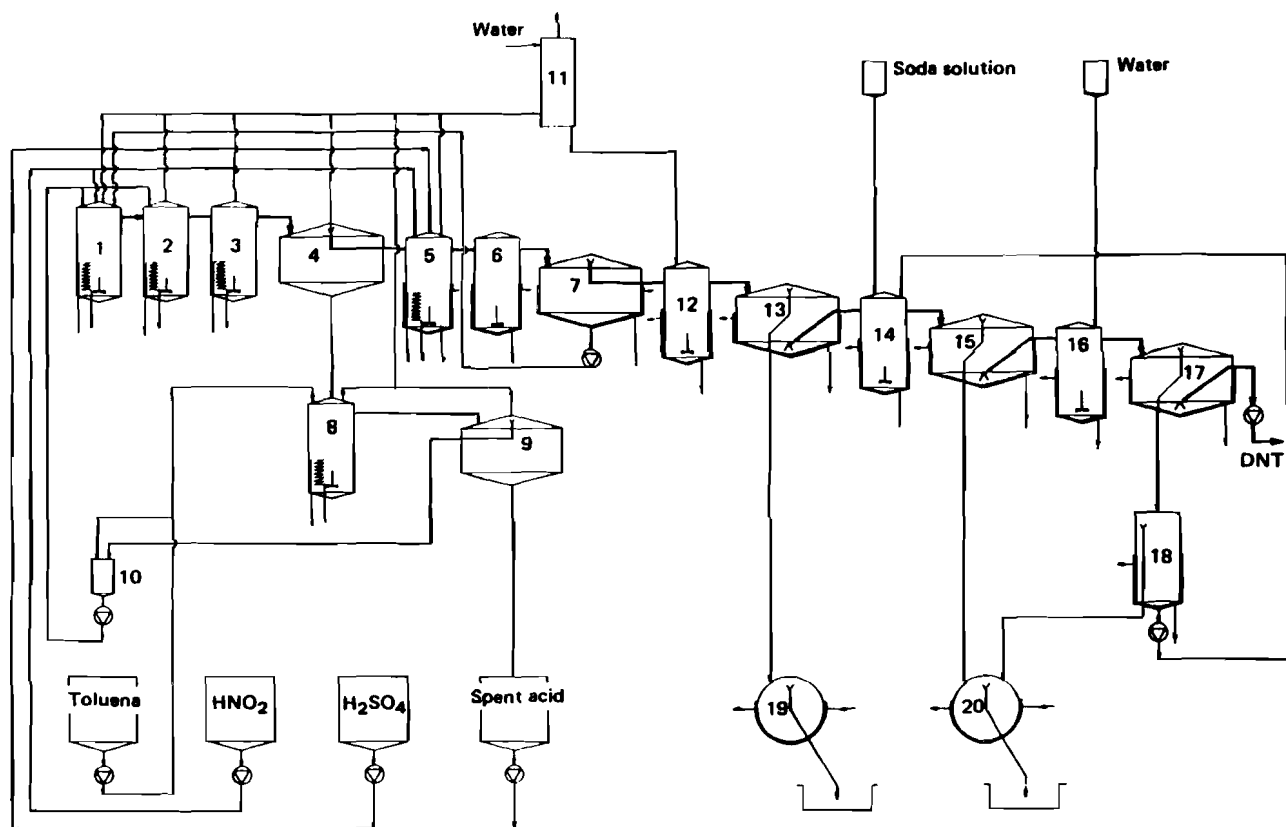 Water
11
Soda solution
Water
1
2
3
4
5
6
7
12
13
14
15
16
17
DNT
8
9
10
18
Toluena
HNO2
H2SO4
Spent acid
19
20